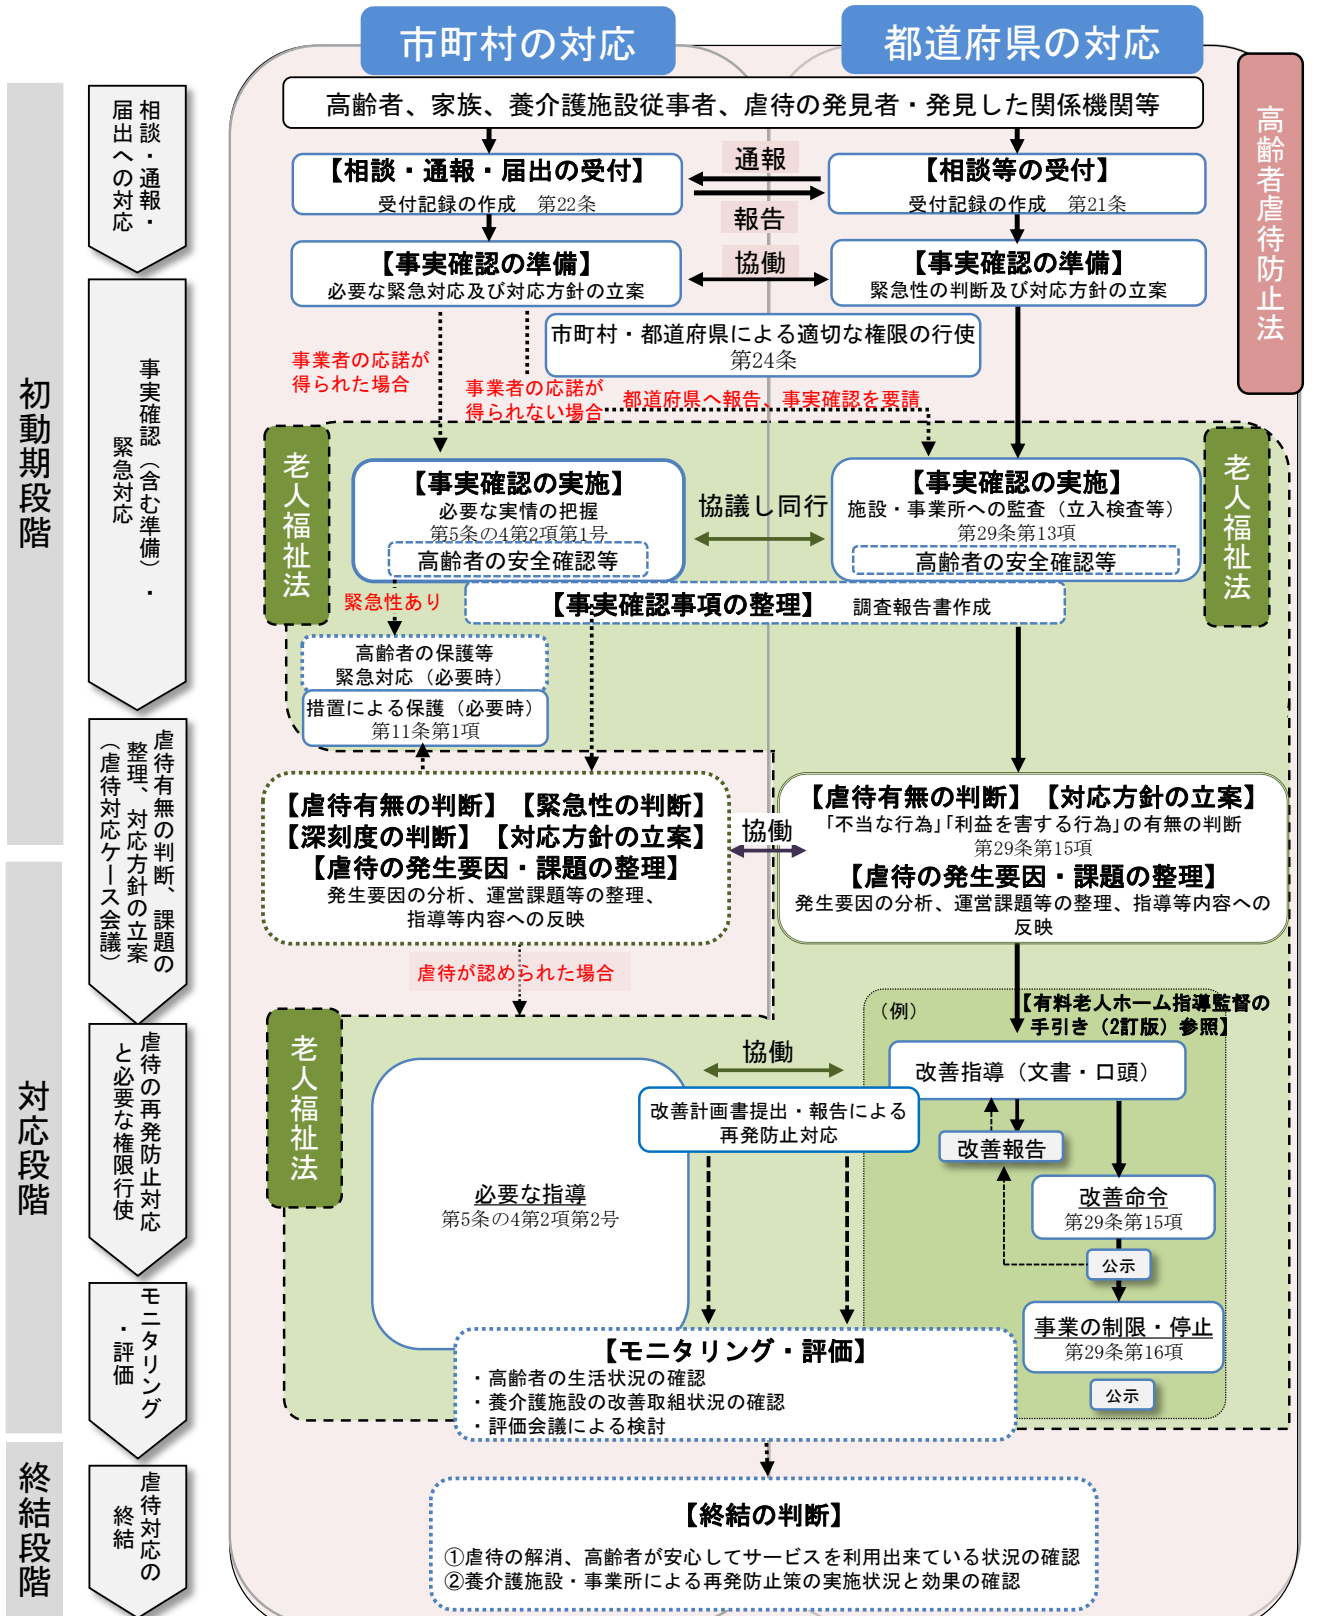 市町村の対応
都道府県の対応
高齢者虐待防止法
高齢者、家族、養介護施設従事者、虐待の発見者・発見した関係機関等
初動期段階
相談・通報・
届出への対応
【相談・通報・届出の受付】
受付記録の作成　第22条
通報
報告
【相談等の受付】
受付記録の作成　第21条
【事実確認の準備】
必要な緊急対応及び対応方針の立案
協働
【事実確認の準備】
緊急性の判断及び対応方針の立案
事実確認（含む準備）・
緊急対応
市町村・都道府県による適切な権限の行使
第24条
事業者の応諾が
得られた場合
事業者の応諾が
得られない場合
都道府県へ報告、事実確認を要請
老人福祉法
老人福祉法
【事実確認の実施】
必要な実情の把握
第5条の4第2項第1号
高齢者の安全確認等
協議し同行
【事実確認の実施】
施設・事業所への監査（立入検査等）
第29条第13項
高齢者の安全確認等
緊急性あり
【事実確認事項の整理】　調査報告書作成
高齢者の保護等
緊急対応（必要時）
措置による保護（必要時）
第11条第1項
虐待有無の判断、課題の
整理、対応方針の立案
（虐待対応ケース会議）
【虐待有無の判断】【緊急性の判断】
【深刻度の判断】【対応方針の立案】
【虐待の発生要因・課題の整理】
発生要因の分析、運営課題等の整理、
指導等内容への反映
協働
【虐待有無の判断】【対応方針の立案】
「不当な行為」「利益を害する行為」の有無の判断
第29条第15項
【虐待の発生要因・課題の整理】
発生要因の分析、運営課題等の整理、指導等内容への
反映
虐待が認められた場合
対応段階
虐待の再発防止対応
と必要な権限行使
老人福祉法
（例）
【有料老人ホーム指導監督の
手引き（2訂版）参照】
協働
改善指導（文書・口頭）
改善計画書提出・報告による
再発防止対応
改善報告
必要な指導
第5条の4第2項第2号
改善命令
第29条第15項
公示
事業の制限・停止
第29条第16項
公示
モニタリング
・評価
【モニタリング・評価】
・高齢者の生活状況の確認
・養介護施設の改善取組状況の確認
・評価会議による検討
終結段階
虐待対応の
終結
【終結の判断】
①虐待の解消、高齢者が安心してサービスを利用出来ている状況の確認
②養介護施設・事業所による再発防止策の実施状況と効果の確認